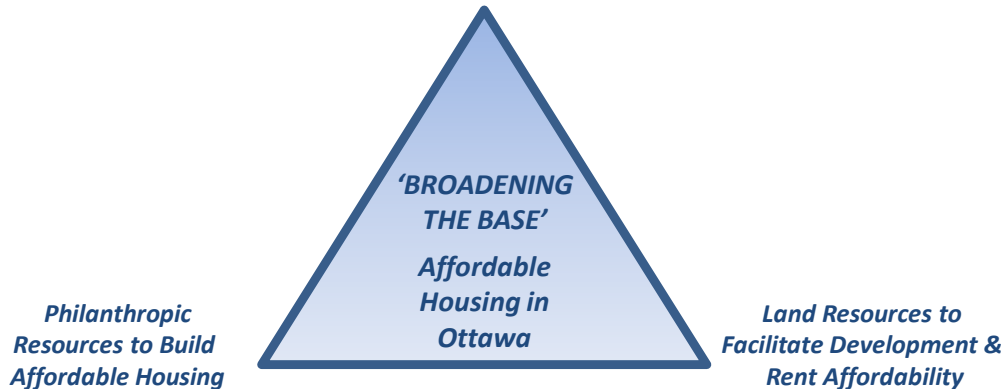 ‘BROADENING
THE BASE’
Affordable
Housing in
Ottawa
Philanthropic
Resources to Build
Affordable Housing
Land Resources to
Facilitate Development &
Rent Affordability